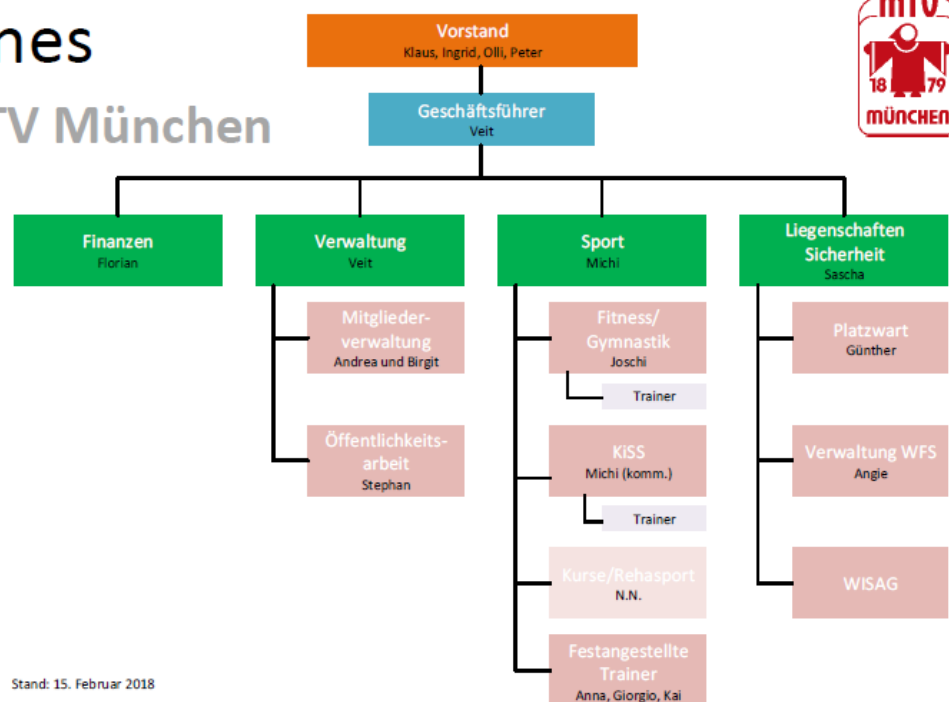 nes
TV München
mTV
18 79
münchen
Vorstand
Klaus, Ingrid, Olli, Peter
Geschäftsführer
Veit
Finanzen
Florian
Verwaltung
Veit
Mitglieder-
verwaltung
Andrea und Birgit
Öffentlichkeits-
arbeit
Stephan
Sport
Michi
Fitness/
Gymnastik
Joschi
Trainer
KiSS
Michi (komm.)
Trainer
Kurse/Rehasport
N.N.
Festangestellte
Trainer
Anna, Giorgio, Kai
Liegenschaften
Sicherheit
Sascha
Platzwart
Günther
Verwaltung WFS
Angie
WISAG
Stand: 15. Februar 2018